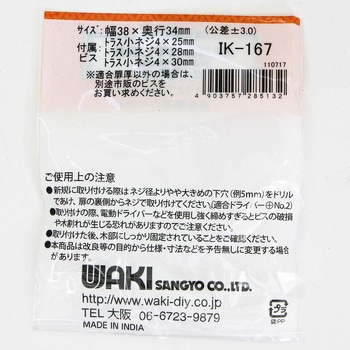 サイズ：幅38×奥行34mm （公差±3.0）
付属ビス：
トラス小ネジ4×25mm
トラス小ネジ4×28mm
トラス小ネジ4×30mm
IK-167
※適合扉厚以外の場合は、
別途市販のビスを
お買い求めください。
110717
4 903757 285132
ご使用上の注意
●新規に取り付ける際はネジ径よりやや大きめの下穴（例5mm）をドリル
であけ、扉の裏側からネジで取付けてください。（適合ドライバー⊕No.2）
●取り付けの際、電動ドライバーなどを使用し強く締めすぎるとビスの破損
や木割れが生じる恐れがありますのでご注意ください。
●取り付けた後、木部にしっかり固定されていることをご確認ください。
●本商品は改良等の目的から仕様・寸法などを予告無しに変更する場合
があります。
WAKI SANGYO CO.,LTD.
http://www.waki-diy.co.jp
TEL 大阪 06-6723-9879
MADE IN INDIA
プラ
袋:PP